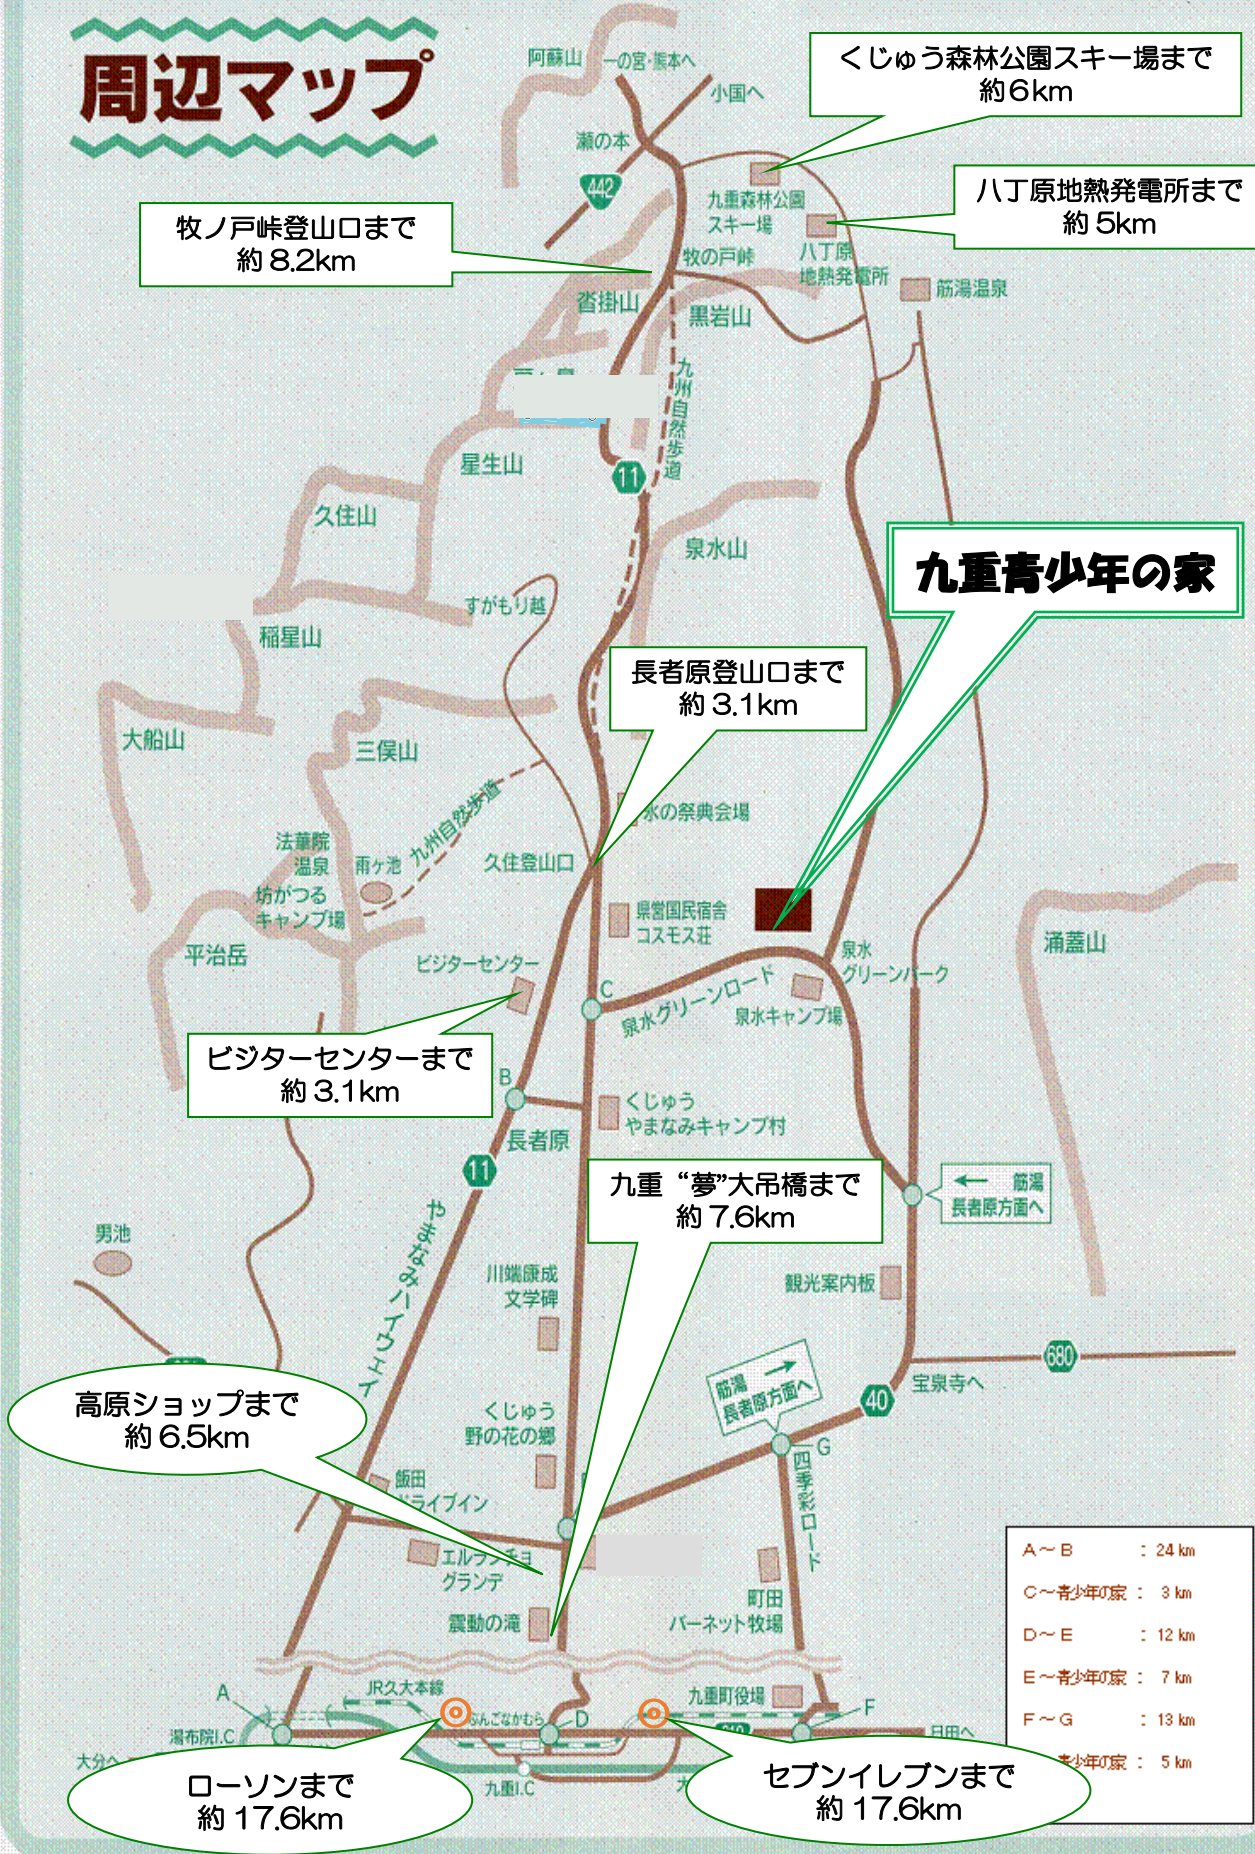 周辺マップ
阿蘇山
一の宮・熊本へ
小国へ
くじゅう森林公園スキー場まで
約6km
瀬の本
442
九重森林公園
スキー場
八丁原地熱発電所まで
約 5km
牧ノ戸峠登山口まで
約 8.2km
牧の戸峠
八丁原
地熱発電所
筋湯温泉
沓掛山
黒岩山
九州自然歩道
星生山
11
久住山
泉水山
九重青少年の家
すがもり越
稲星山
長者原登山口まで
約 3.1km
大船山
三俣山
九州自然歩道
氷の祭典会場
法華院
温泉
雨ケ池
久住登山口
坊がつる
キャンプ場
県営国民宿舎
コスモス荘
平治岳
ビジターセンター
泉水
グリーンパーク
涌蓋山
C
泉水グリーンロード
泉水キャンプ場
ビジターセンターまで
約 3.1km
B
くじゅう
やまなみキャンプ村
長者原
11
九重“夢”大吊橋まで
約 7.6km
← 筋湯
長者原方面へ
やまなみハイウェイ
男池
川端康成
文学碑
観光案内板
680
宝泉寺へ
筋湯 →
長者原方面へ
40
高原ショップまで
約 6.5km
くじゅう
野の花の郷
G
四季彩ロード
飯田
ドライブイン
エルランチョ
グランデ
町田
バーネット牧場
震動の滝
A～B : 24 km
C～青少年の家 : 3 km
D～E : 12 km
E～青少年の家 : 7 km
F～G : 13 km
青少年の家 : 5 km
A
JR久大本線
九重町役場
F
湯布院I.C
ぶんごなかむら
D
210
日田へ
大分へ
九重I.C
ローソンまで
約 17.6km
セブンイレブンまで
約 17.6km